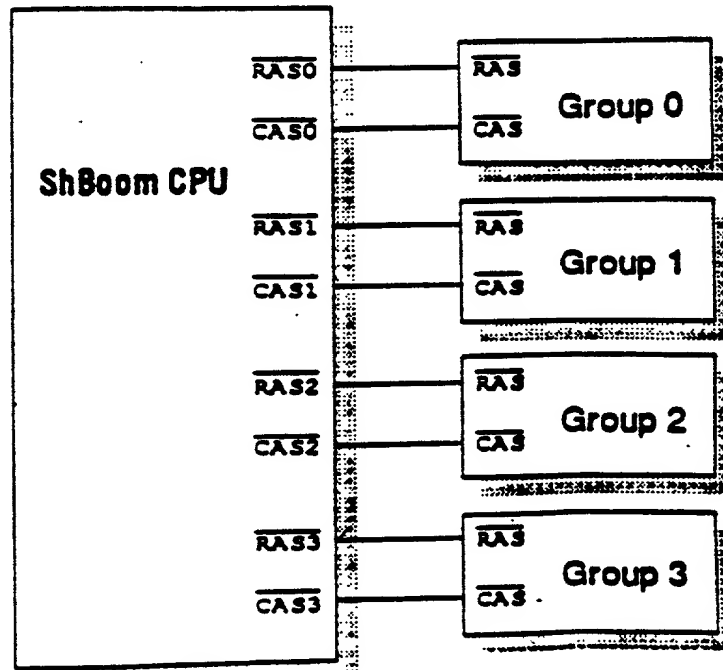 RAS0
RAS
Group 0
CAS0
CAS
ShBoom CPU
RAS1
RAS
Group 1
CAS1
CAS
RAS2
RAS
Group 2
CAS2
CAS
RAS3
RAS
Group 3
CAS3
CAS